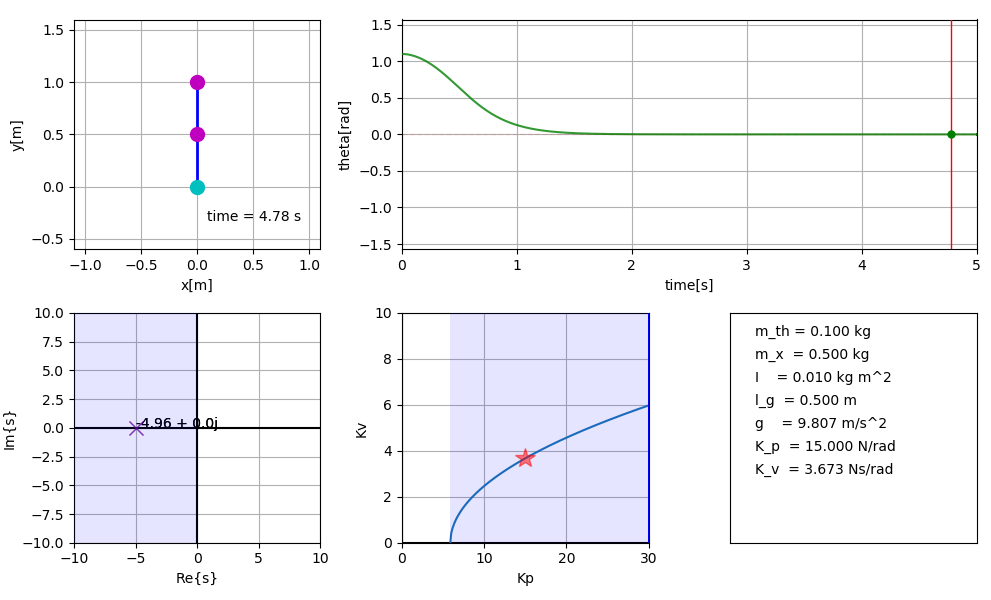 1.5
1.0
0.5
0.0
−0.5
y[m]
time = 4.78 s
−1.0
−0.5
0.0
0.5
1.0
x[m]
1.5
1.0
0.5
0.0
−0.5
−1.0
−1.5
theta[rad]
0
1
2
3
4
5
time[s]
10.0
7.5
5.0
2.5
0.0
−2.5
−5.0
−7.5
−10.0
Im{s}
-4.96 + 0.0j
−10
−5
0
5
10
Re{s}
10
8
6
4
2
0
Kv
0
10
20
30
Kp
m_th = 0.100 kg
m_x = 0.500 kg
I = 0.010 kg m^2
l_g = 0.500 m
g = 9.807 m/s^2
K_p = 15.000 N/rad
K_v = 3.673 Ns/rad